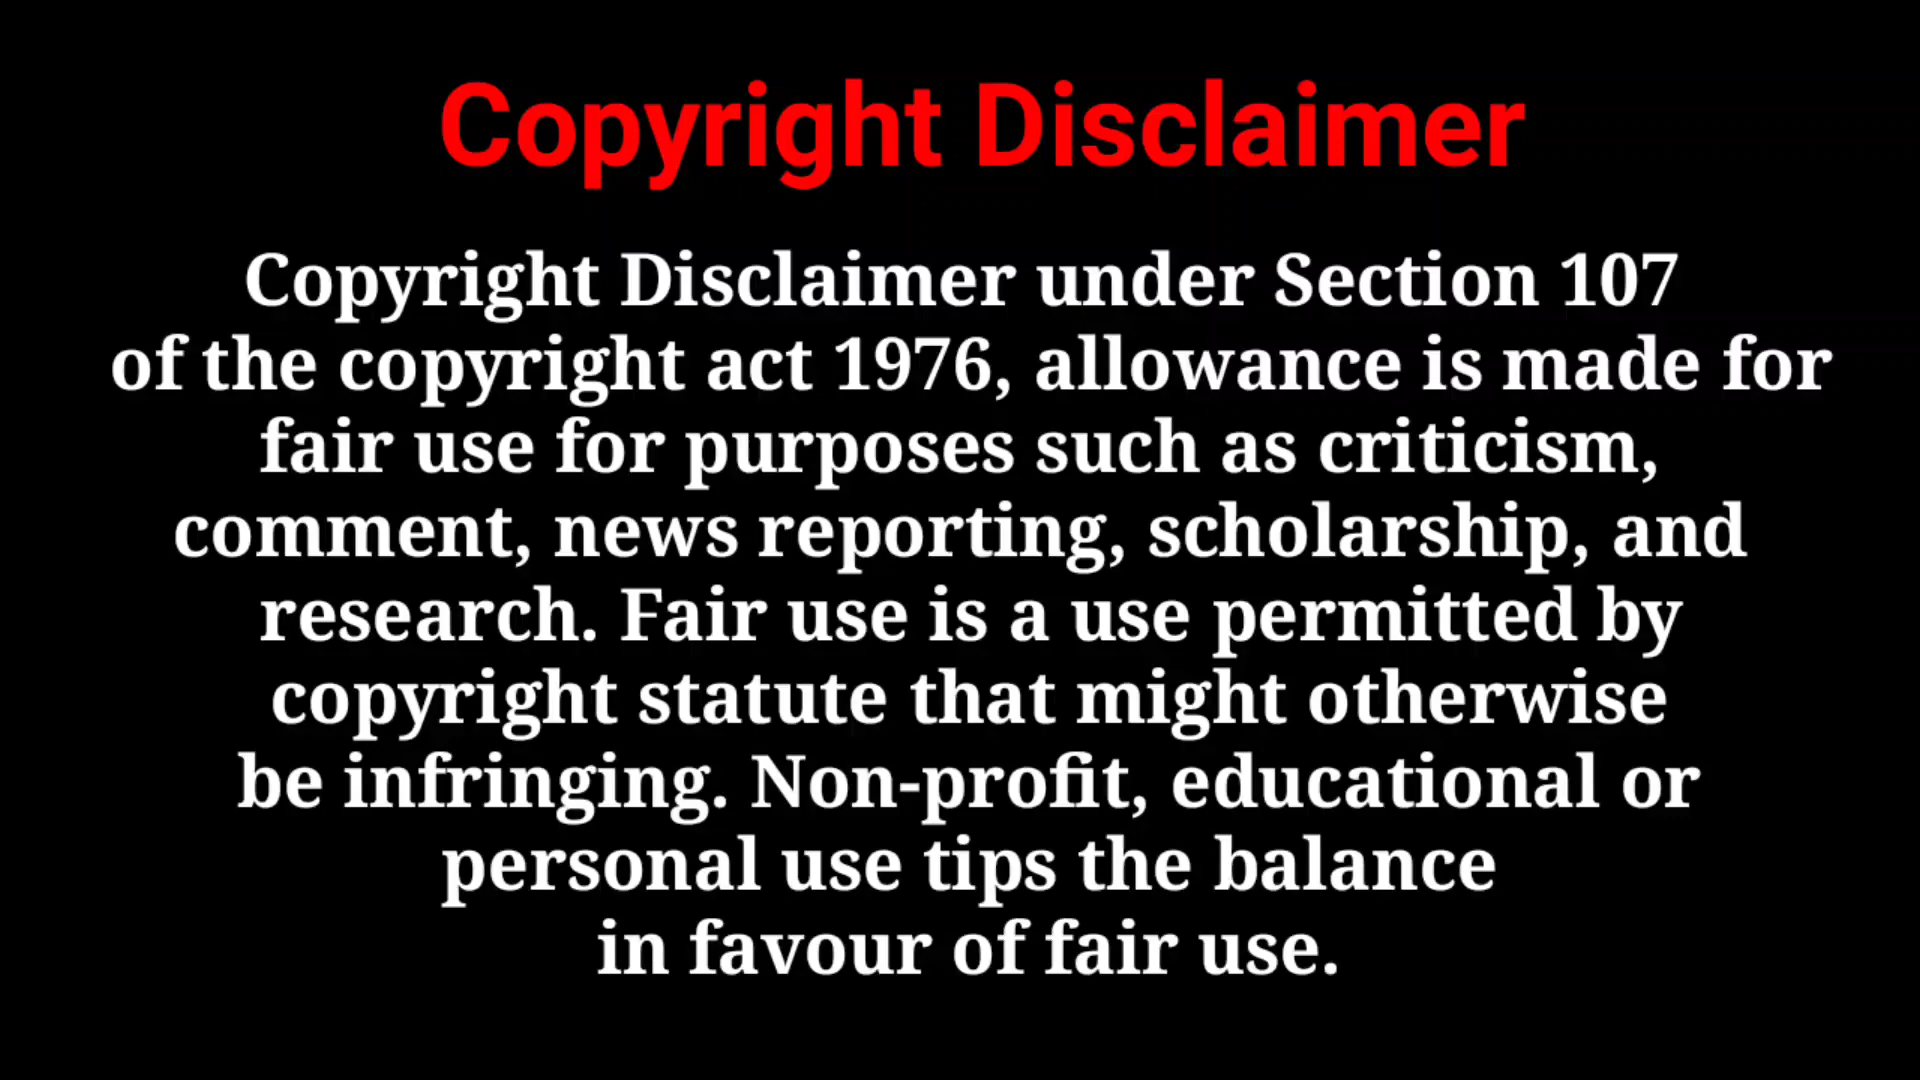 Copyright Disclaimer
Copyright Disclaimer under Section 107
of the copyright act 1976, allowance is made for
fair use for purposes such as criticism,
comment, news reporting, scholarship, and
research. Fair use is a use permitted by
copyright statute that might otherwise
be infringing. Non-profit, educational or
personal use tips the balance
in favour of fair use.